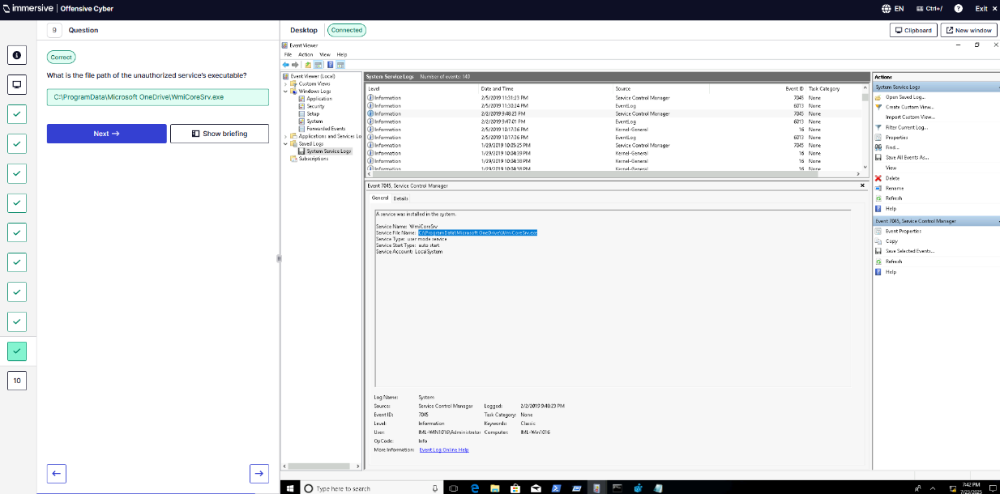 immersive | Offensive Cyber
EN Ctrl+/ ? Exit ×
9 Question
Correct
What is the file path of the unauthorized service's executable?
C:\ProgramData\Microsoft OneDrive\WmiCoreSrv.exe
Next →
Show briefing
10
Desktop Connected Clipboard New window
Event Viewer
File Action View Help
Event Viewer (Local)
Custom Views
Windows Logs
Application
Security
Setup
System
Forwarded Events
Applications and Services Lo
Saved Logs
System Service Logs
Subscriptions
System Service Logs Number of events: 149
Level Date and Time Source Event ID Task Category
Information 2/5/2019 11:31:23 PM Service Control Manager 7045 None
Information 2/5/2019 11:30:24 PM EventLog 6013 None
Information 2/2/2019 9:48:23 PM Service Control Manager 7045 None
Information 2/2/2019 9:47:01 PM EventLog 6013 None
Information 2/5/2019 10:17:36 PM Kernel-General 16 None
Information 2/5/2019 10:17:36 PM EventLog 6013 None
Information 1/29/2019 10:05:25 PM Service Control Manager 7045 None
Information 1/29/2019 10:04:39 PM Kernel-General 16 None
Information 1/29/2019 10:04:38 PM Kernel-General 16 None
Information 1/29/2019 10:04:38 PM Kernel-General 16 None
Event 7045, Service Control Manager
General Details
A service was installed in the system.
Service Name: WmiCoreSrv
Service File Name: C:\ProgramData\Microsoft OneDrive\WmiCoreSrv.exe
Service Type: user mode service
Service Start Type: auto start
Service Account: LocalSystem
Log Name: System
Source: Service Control Manager Logged: 2/2/2019 9:48:23 PM
Event ID: 7045 Task Category: None
Level: Information Keywords: Classic
User: IML-WIN1016\Administrator Computer: IML-Win1016
OpCode: Info
More Information: Event Log Online Help
Actions
System Service Logs
Open Saved Log...
Create Custom View...
Import Custom View...
Filter Current Log...
Properties
Find...
Save All Events As...
View
Delete
Rename
Refresh
Help
Event 7045, Service Control Manager
Event Properties
Copy
Save Selected Events...
Refresh
Help
Type here to search
7:42 PM
7/23/2025